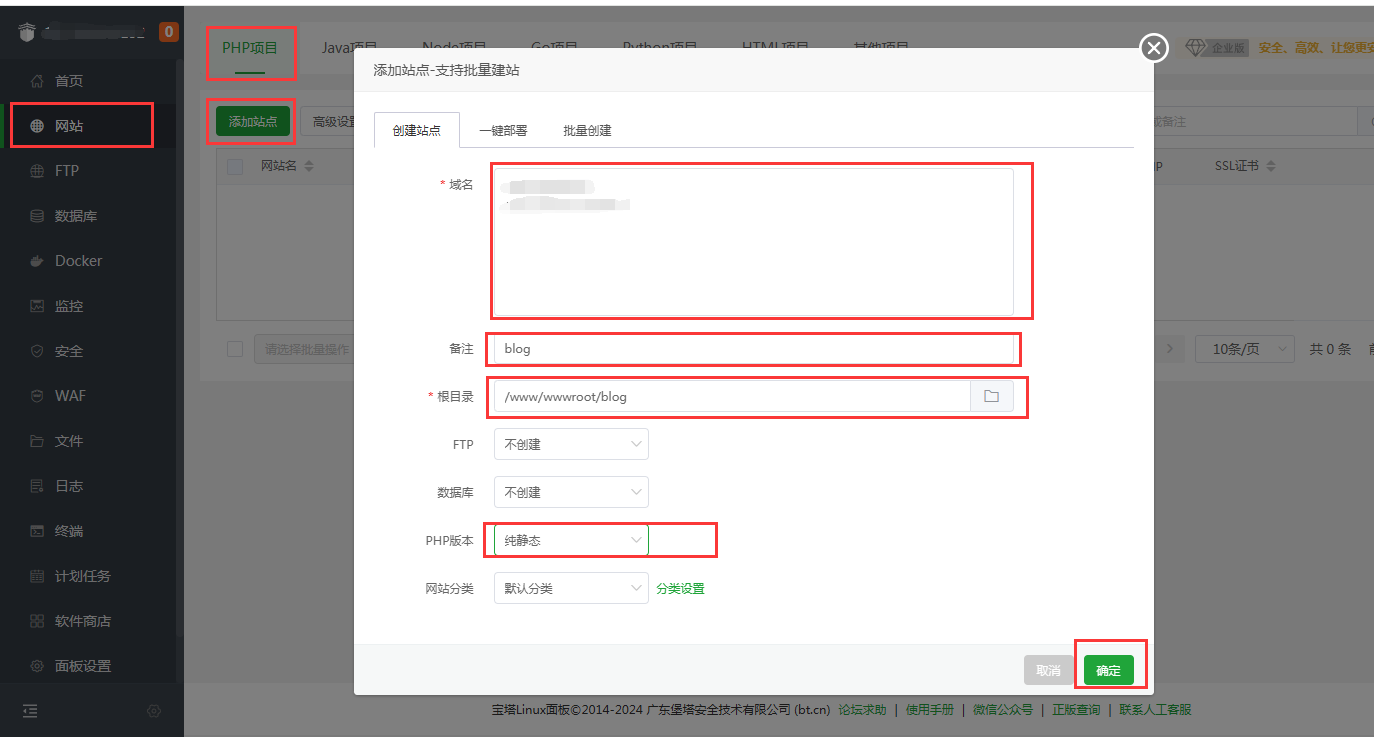 0
首页
网站
FTP
数据库
Docker
监控
安全
WAF
文件
日志
终端
计划任务
软件商店
面板设置
PHP项目
Java项目
Node项目
Go项目
Python项目
HTML项目
其他项目
企业版
安全、高效、让您更安
添加站点
高级设置
或备注
网站名
SSL证书
请选择批量操作
10条/页
共 0 条
添加站点-支持批量建站
创建站点
一键部署
批量创建
* 域名
备注
blog
* 根目录
/www/wwwroot/blog
FTP
不创建
数据库
不创建
PHP版本
纯静态
网站分类
默认分类
分类设置
取消
确定
宝塔Linux面板©2014-2024 广东堡塔安全技术有限公司 (bt.cn) 论坛求助 | 使用手册 | 微信公众号 | 正版查询 | 联系人工客服